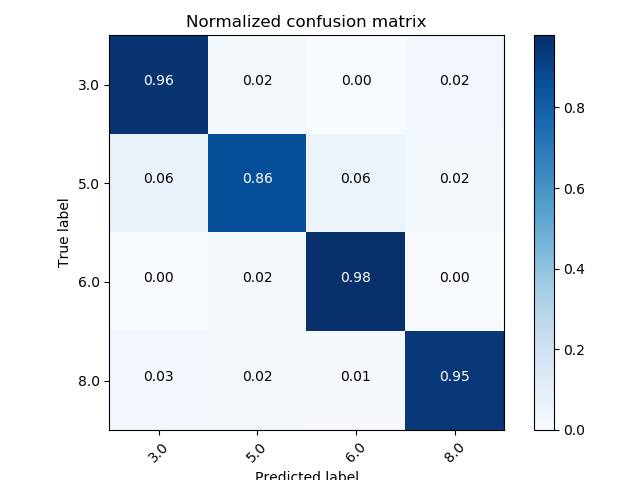 Normalized confusion matrix
True label
3.0 0.96 0.02 0.00 0.02
5.0 0.06 0.86 0.06 0.02
6.0 0.00 0.02 0.98 0.00
8.0 0.03 0.02 0.01 0.95
3.0 5.0 6.0 8.0
Predicted label
0.8
0.6
0.4
0.2
0.0